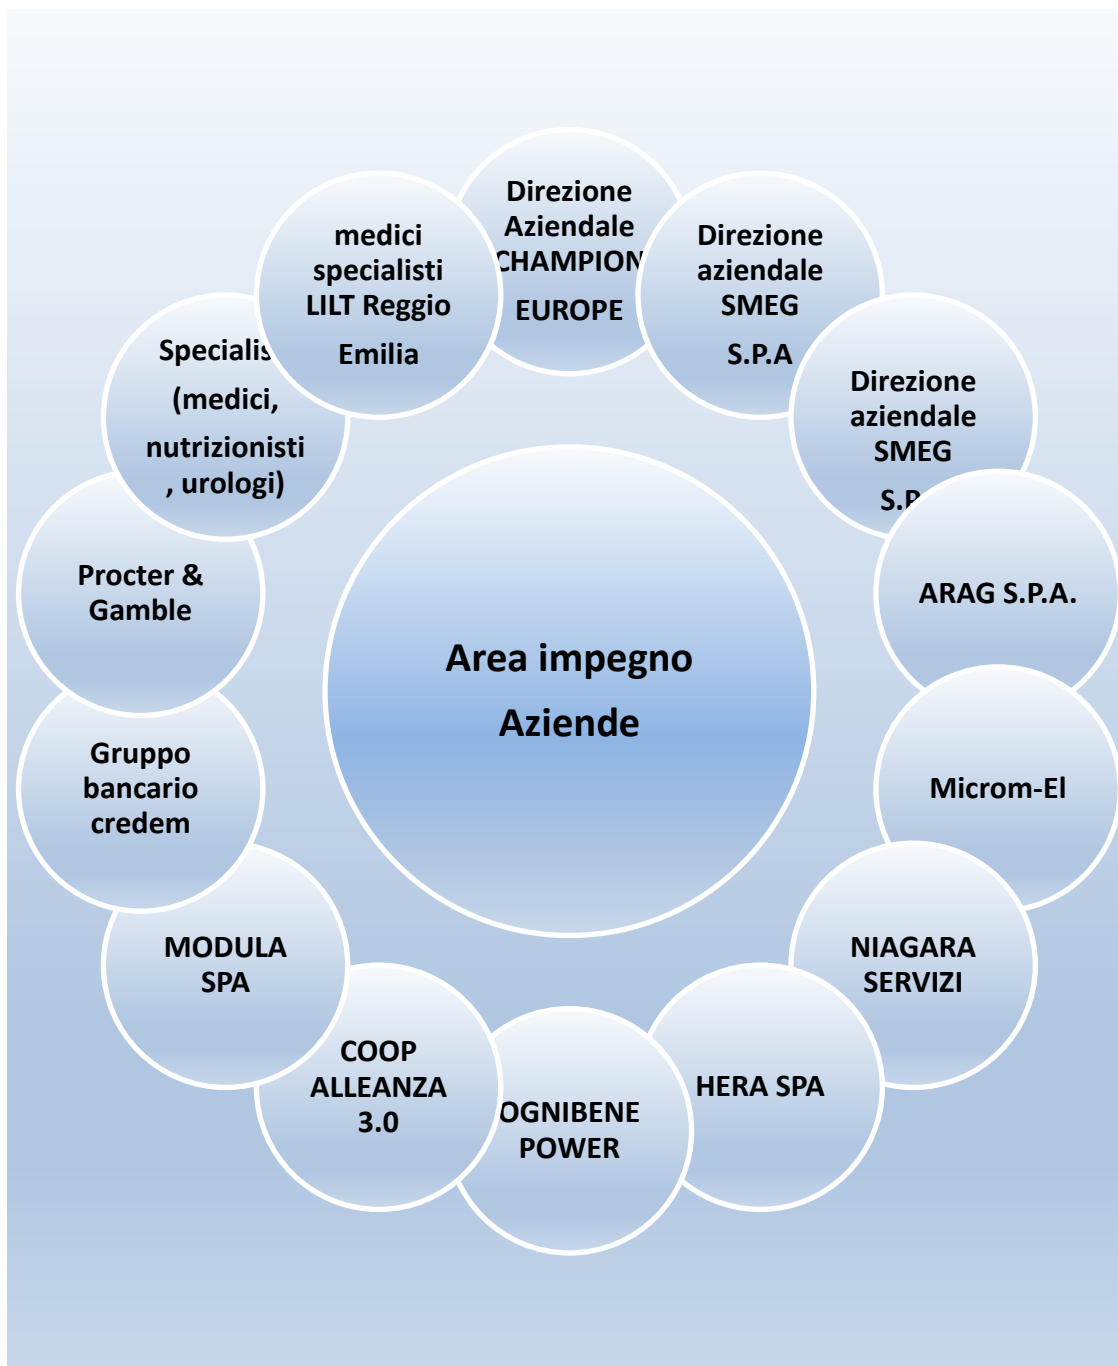 Direzione
Aziendale
CHAMPION
EUROPE
Direzione
aziendale
SMEG
S.P.A
Direzione
aziendale
SMEG
S.P.
ARAG S.P.A.
Microm-El
NIAGARA
SERVIZI
HERA SPA
OGNIBENE
POWER
COOP
ALLEANZA
3.0
MODULA
SPA
Gruppo
bancario
credem
Procter &
Gamble
(medici,
nutrizionisti
, urologi)
medici
specialisti
LILT Reggio
Emilia
Area impegno
Aziende